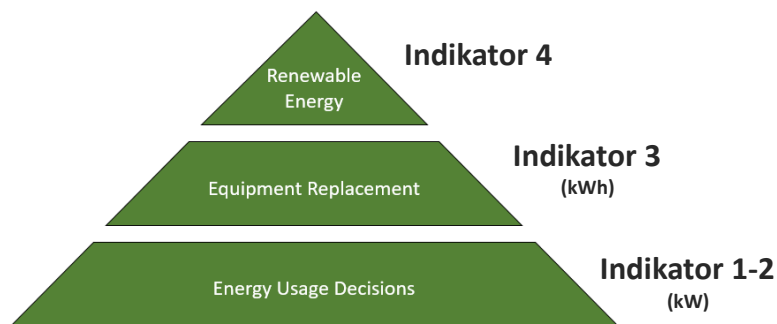 Renewable
Energy
Indikator 4
Equipment Replacement
Indikator 3
(kWh)
Energy Usage Decisions
Indikator 1-2
(kW)